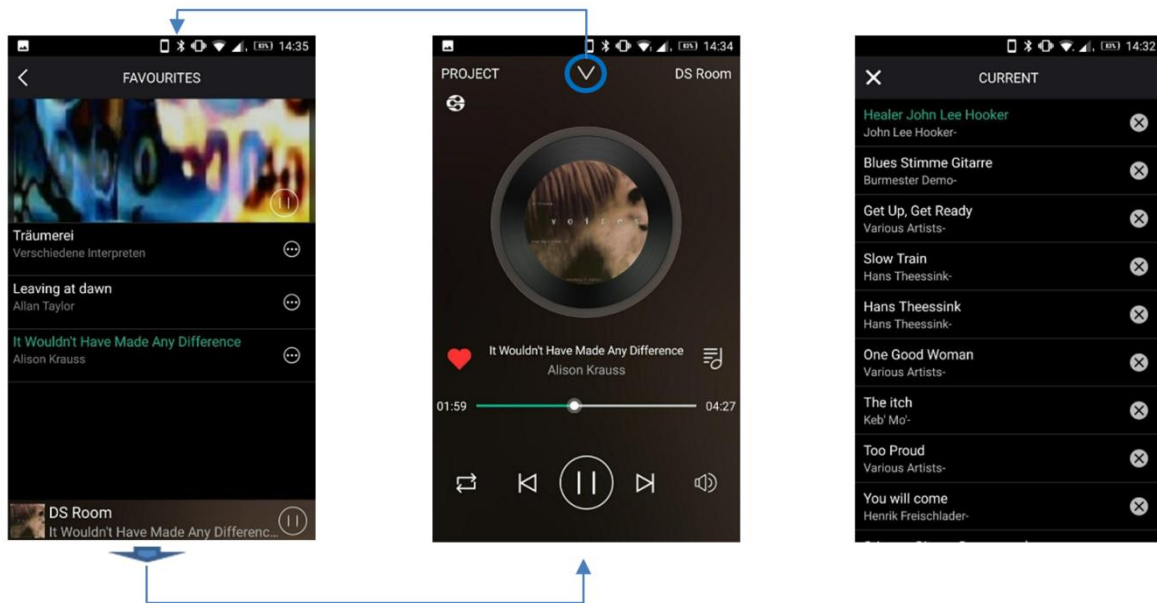 14:35
FAVOURITES
Träumerei
Verschiedene Interpreten
Leaving at dawn
Allan Taylor
It Wouldn't Have Made Any Difference
Alison Krauss
DS Room
It Wouldn't Have Made Any Differenc...
14:34
PROJECT
DS Room
voices
It Wouldn't Have Made Any Difference
Alison Krauss
01:59
04:27
83% 14:32
CURRENT
Healer John Lee Hooker
John Lee Hooker-
Blues Stimme Gitarre
Burmester Demo-
Get Up, Get Ready
Various Artists-
Slow Train
Hans Theessink-
Hans Theessink
Hans Theessink-
One Good Woman
Various Artists-
The itch
Keb' Mo'-
Too Proud
Various Artists-
You will come
Henrik Freischlader-